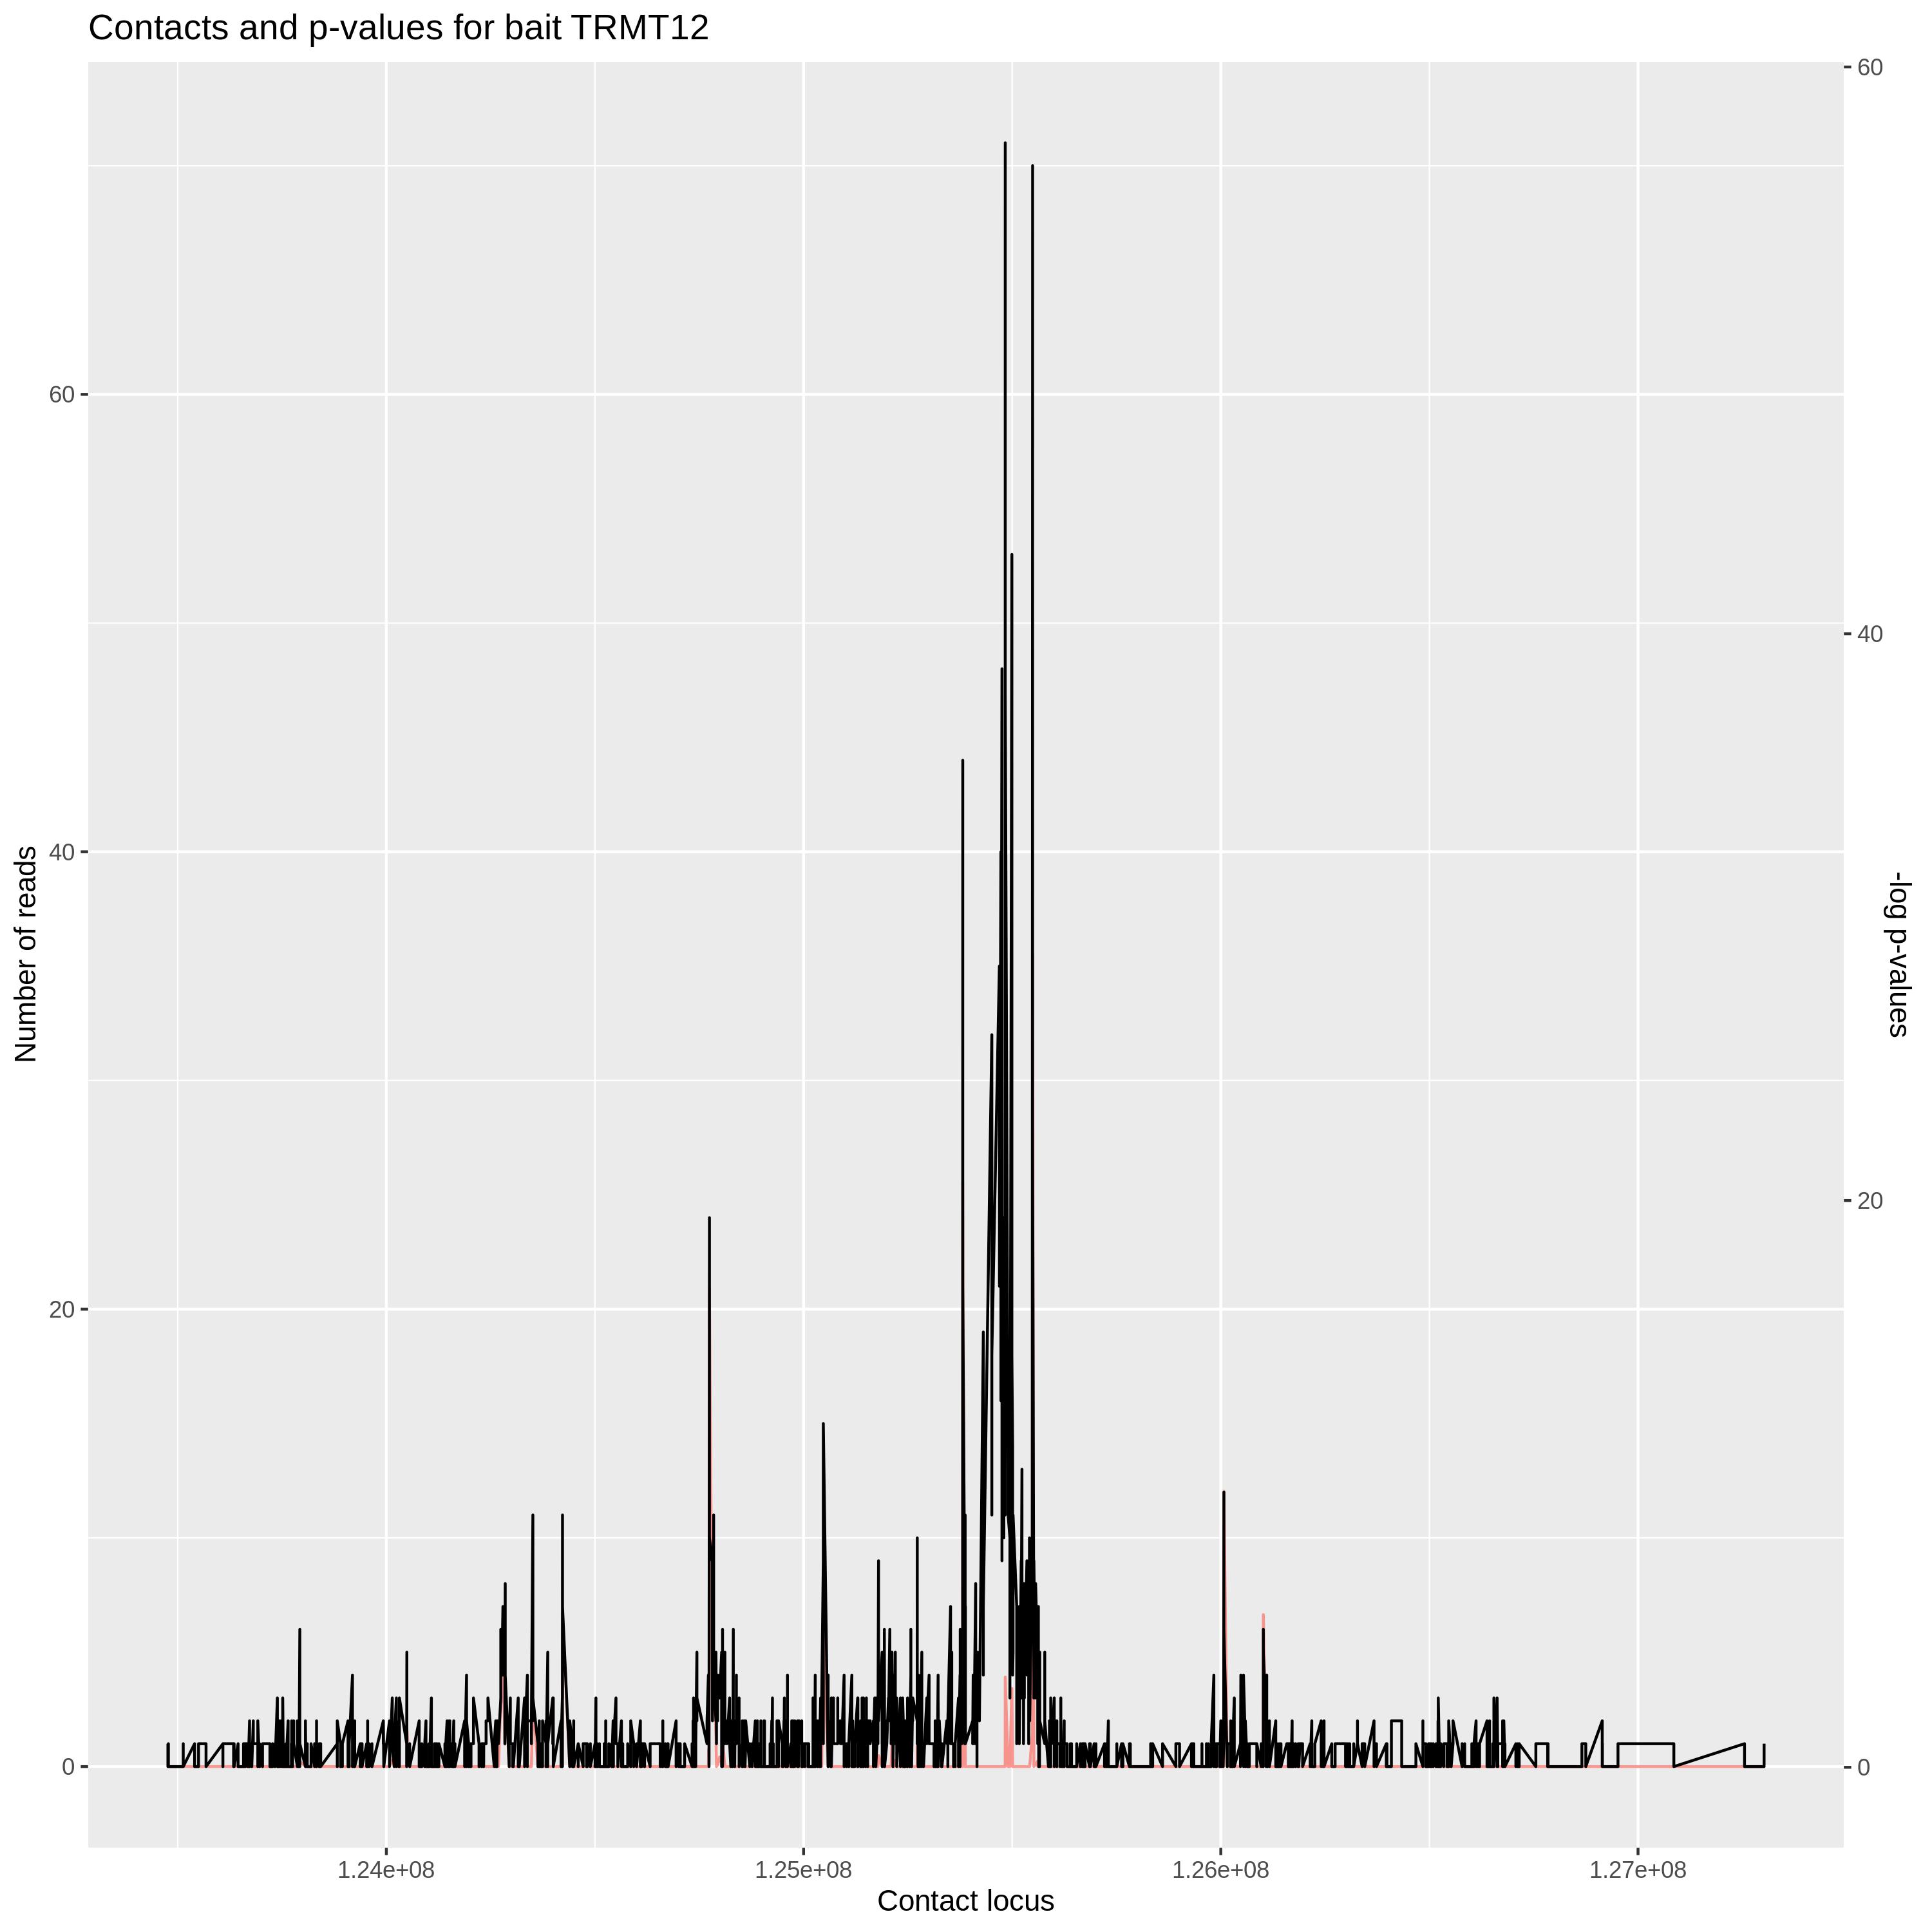 Contacts and p-values for bait TRMT12
60
40
20
0
Number of reads
60
40
20
0
-log p-values
1.24e+08
1.25e+08
1.26e+08
1.27e+08
Contact locus